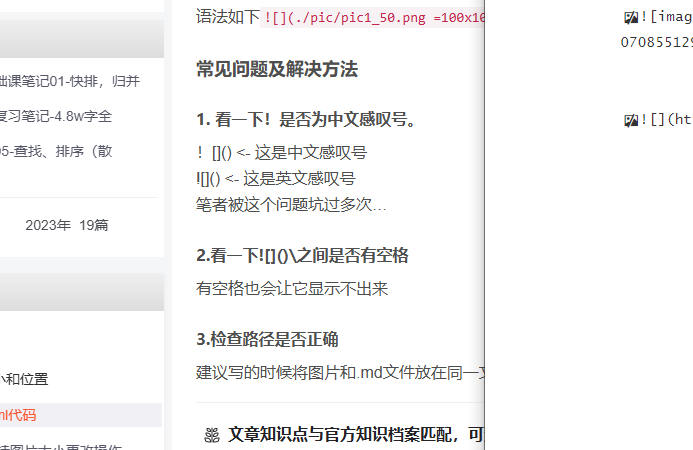 础课笔记01-快排，归并
复习笔记-4.8w字全
05-查找、排序（散
2023年 19篇
小和位置
ml代码
语法如下![](./pic/pic1_50.png =100x10
常见问题及解决方法
1. 看一下！是否为中文感叹号。
！[]() <- 这是中文感叹号
![]() <- 这是英文感叹号
笔者被这个问题坑过多次…
2.看一下![]()\之间是否有空格
有空格也会让它显示不出来
3.检查路径是否正确
建议写的时候将图片和.md文件放在同一
文章知识点与官方知识档案匹配，可
![imag
070855129
![](ht